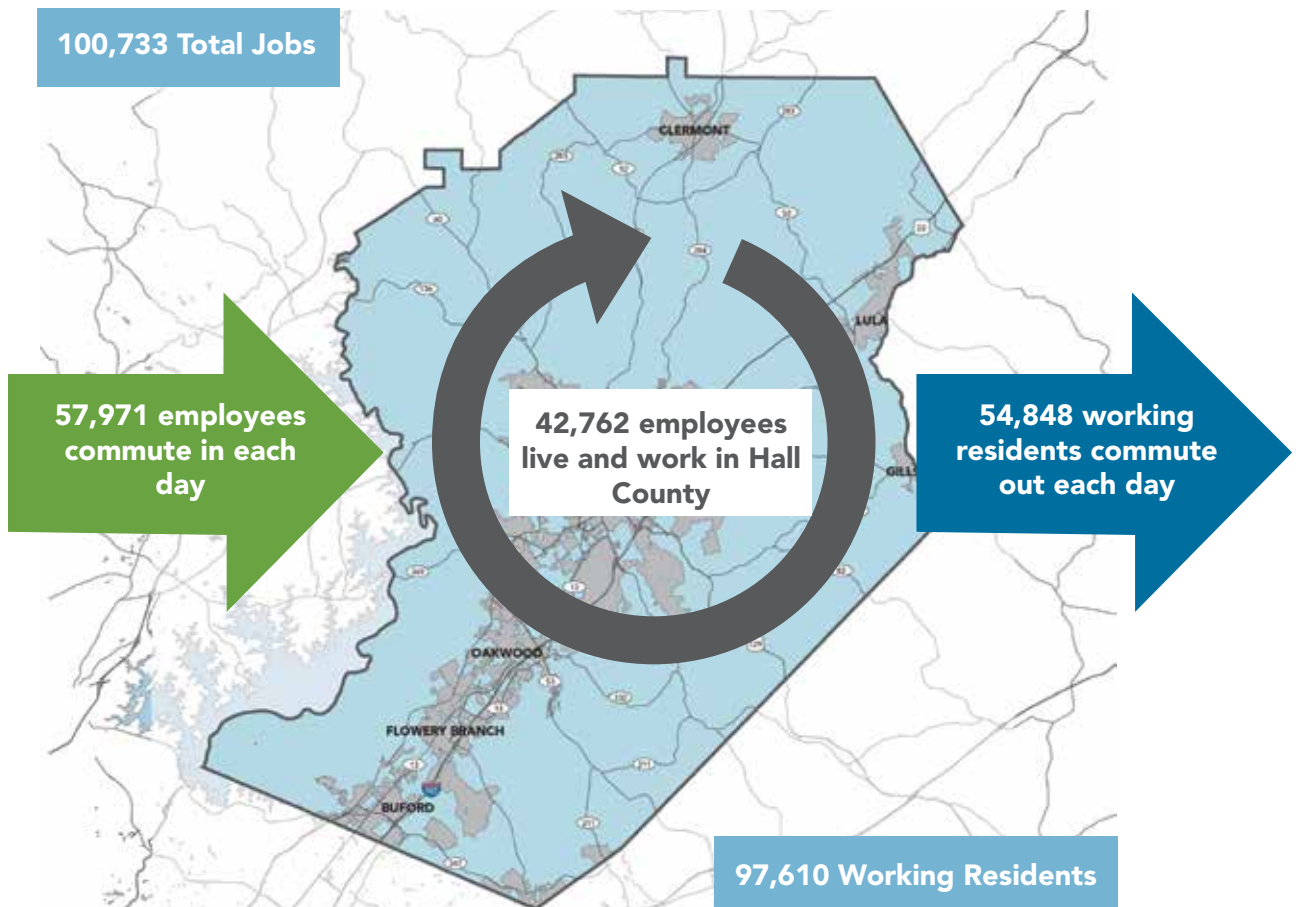 100,733 Total Jobs
CLERMONT
LULA
57,971 employees
commute in each
day
42,762 employees
live and work in Hall
County
54,848 working
residents commute
out each day
GILLS
OAKWOOD
FLOWERY BRANCH
BUFORD
97,610 Working Residents